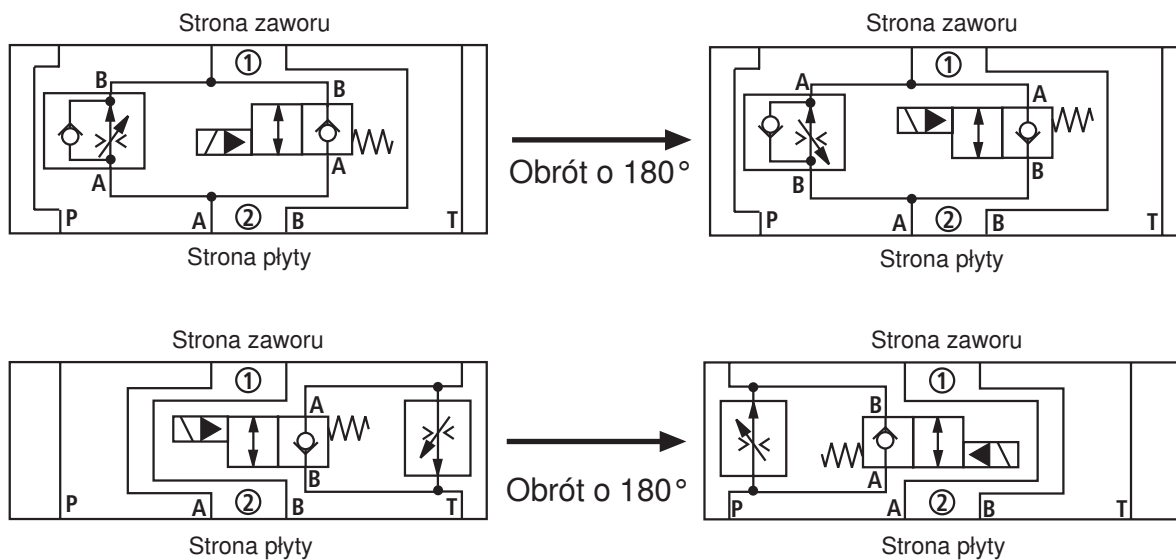 Strona zaworu
①
B B
A A
P A ② B T
Strona płyty
Obrót o 180°
Strona zaworu
①
A A
B B
P A ② B T
Strona płyty
Strona zaworu
①
A
B
P A ② B T
Strona płyty
Obrót o 180°
Strona zaworu
①
B
A
P A ② B T
Strona płyty